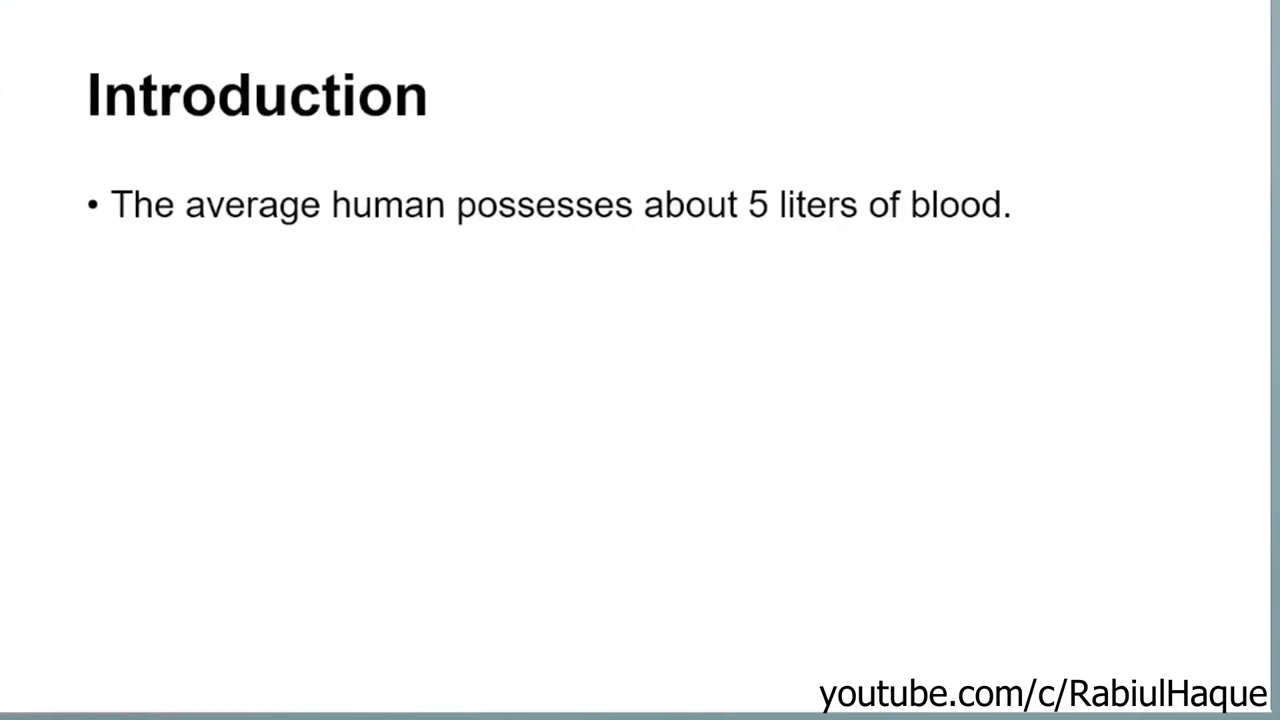 Introduction
• The average human possesses about 5 liters of blood.
youtube.com/c/RabiulHaque